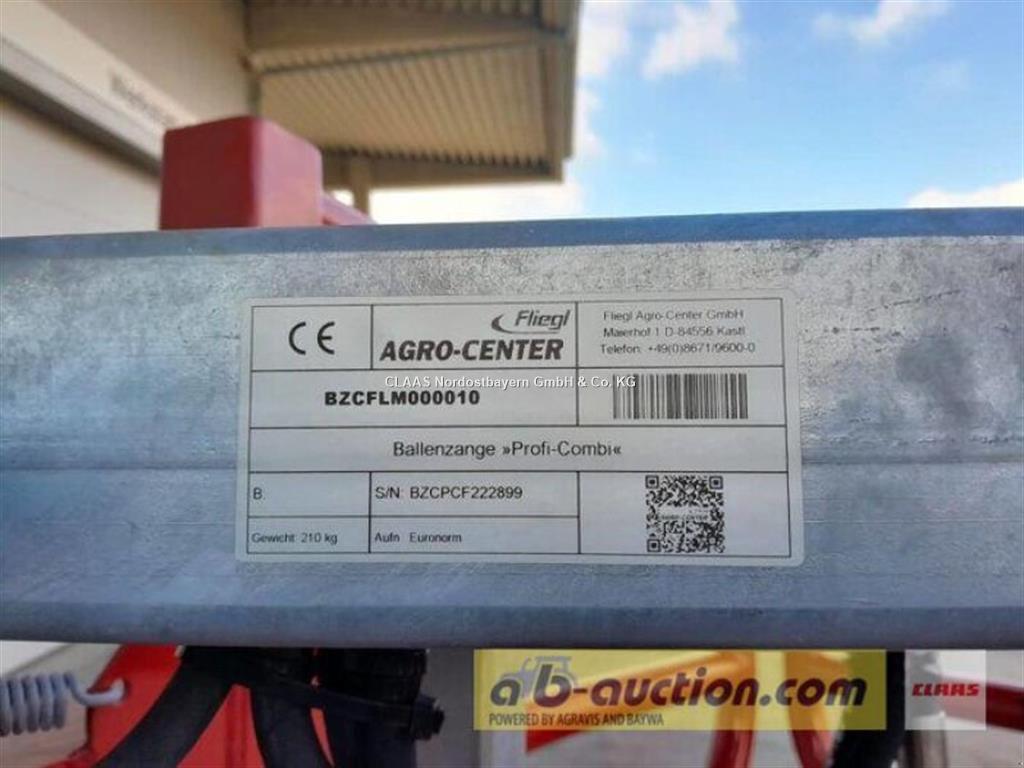 CE
Fliegl
AGRO-CENTER
Fliegl Agro-Center GmbH
Maierhof 1 D-84556 Kastl
Telefon: +49(0)8671/9600-0
CLAAS Nordostbayern GmbH & Co. KG
BZCFLM000010
Ballenzange »Profi-Combi«
B.
S/N: BZCPCF222899
AGRO-CENTER
Gewicht: 210 kg
Aufn. Euronorm
ab-auction.com
POWERED BY AGRAVIS AND BAYWA
CLAAS